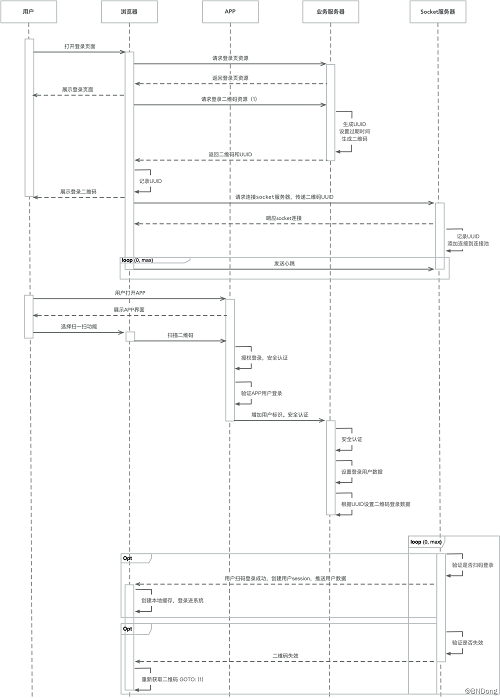 用户
浏览器
APP
业务服务器
Socket服务器
打开登录页面
请求登录页资源
返回登录页资源
展示登录页面
请求登录二维码资源 (1)
生成UUID
设置过期时间
生成二维码
返回二维码和UUID
记录UUID
展示登录二维码
请求连接socket服务器，传递二维码UUID
响应socket连接
记录UUID
添加连接到连接池
loop (0, max)
发送心跳
用户打开APP
展示APP界面
选择扫一扫功能
扫描二维码
授权登录，安全认证
验证APP用户登录
增加用户标识，安全认证
安全认证
设置登录用户数据
根据UUID设置二维码登录数据
loop (0, max)
Opt
验证是否扫码登录
用户扫码登录成功，创建用户session，推送用户数据
创建本地缓存，登录进系统
Opt
验证是否失效
二维码失效
重新获取二维码 GOTO: (1)
@BNDong